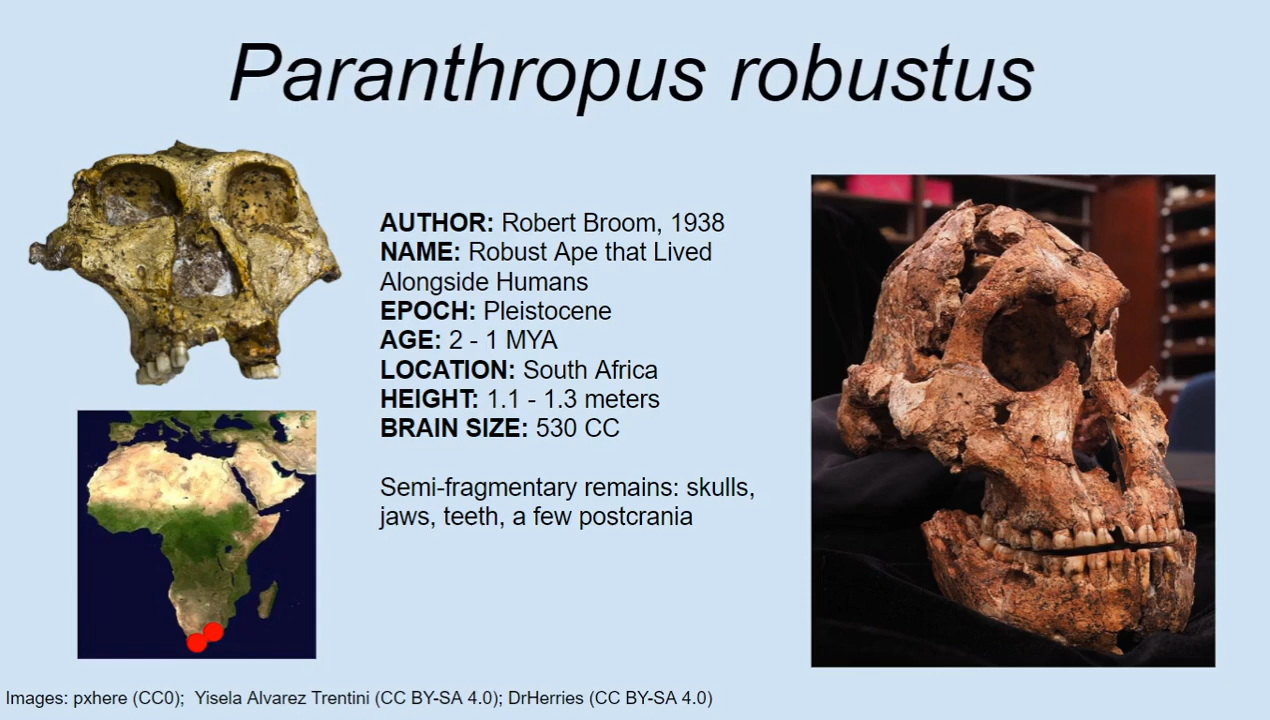 Paranthropus robustus
AUTHOR: Robert Broom, 1938
NAME: Robust Ape that Lived
Alongside Humans
EPOCH: Pleistocene
AGE: 2 - 1 MYA
LOCATION: South Africa
HEIGHT: 1.1 - 1.3 meters
BRAIN SIZE: 530 CC
Semi-fragmentary remains: skulls,
jaws, teeth, a few postcrania
Images: pxhere (CC0); Yisela Alvarez Trentini (CC BY-SA 4.0); DrHerries (CC BY-SA 4.0)